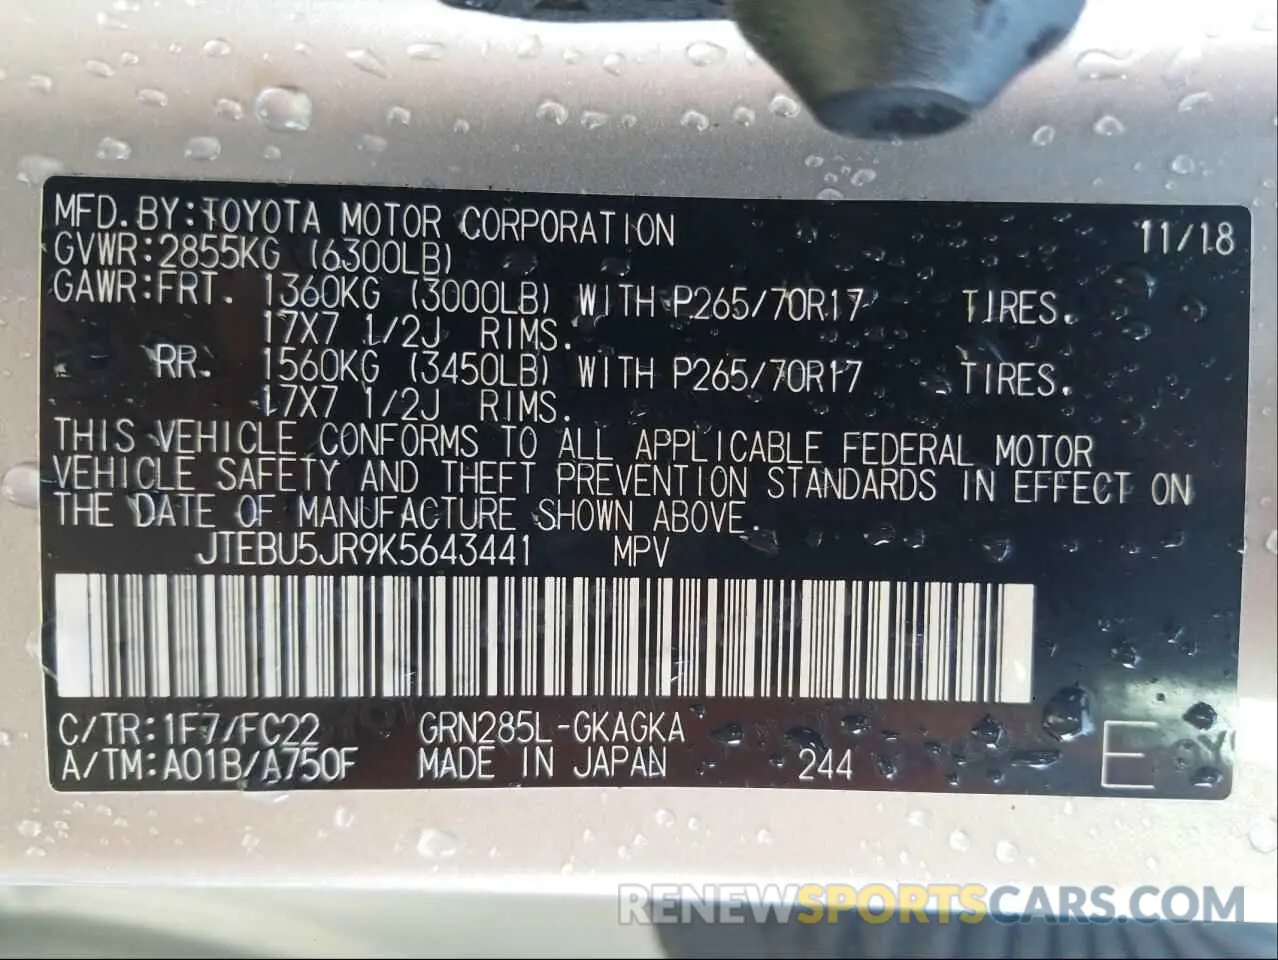 MFD.BY:TOYOTA MOTOR CORPORATION 11/18
GVWR:2855KG (6300LB)
GAWR:FRT. 1360KG (3000LB) WITH P265/70R17 TIRES.
17X7 1/2J RIMS.
RR. 1560KG (3450LB) WITH P265/70R17 TIRES.
17X7 1/2J RIMS.
THIS VEHICLE CONFORMS TO ALL APPLICABLE FEDERAL MOTOR
VEHICLE SAFETY AND THEFT PREVENTION STANDARDS IN EFFECT ON
THE DATE OF MANUFACTURE SHOWN ABOVE.
JTEBU5JR9K5643441 MPV
C/TR:1F7/FC22 GRN285L-GKAGKA
A/TM:A01B/A750F MADE IN JAPAN 244 E
RENEWSPORTSCARS.COM